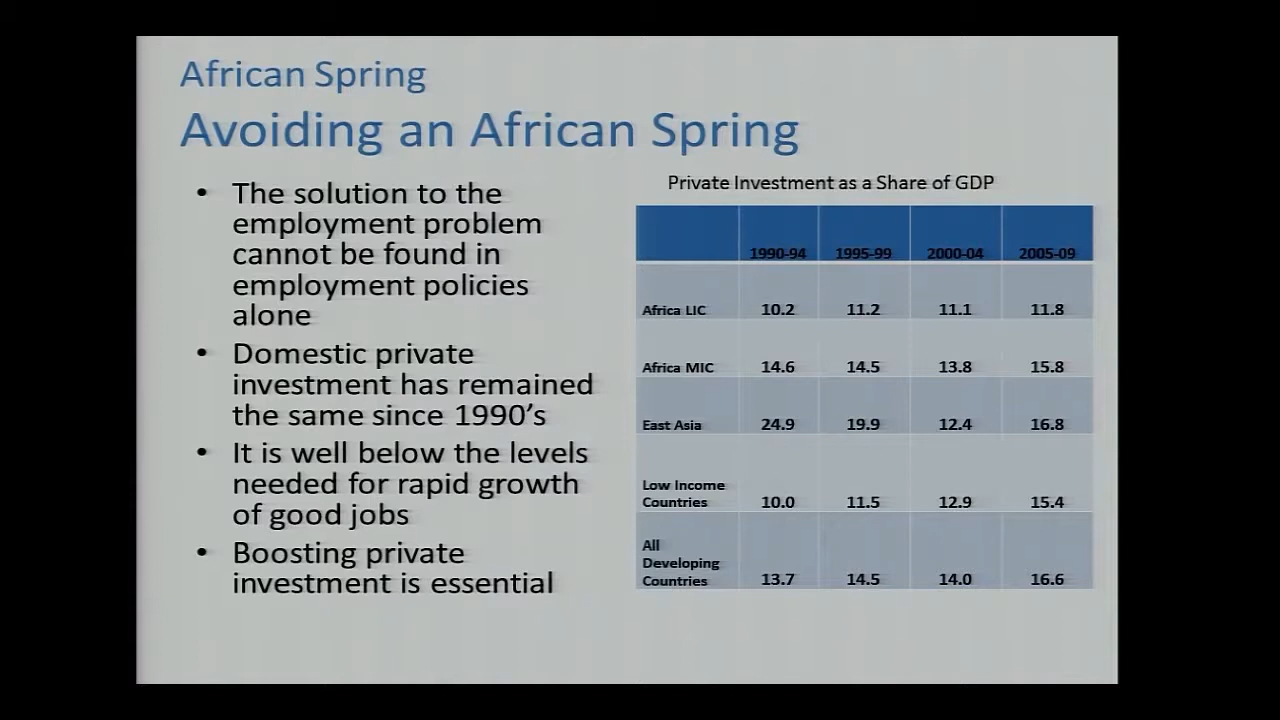 African Spring
Avoiding an African Spring
• The solution to the
employment problem
cannot be found in
employment policies
alone
• Domestic private
investment has remained
the same since 1990's
• It is well below the levels
needed for rapid growth
of good jobs
• Boosting private
investment is essential
Private Investment as a Share of GDP
1990-94 1995-99 2000-04 2005-09
Africa LIC 10.2 11.2 11.1 11.8
Africa MIC 14.6 14.5 13.8 15.8
East Asia 24.9 19.9 12.4 16.8
Low Income
Countries 10.0 11.5 12.9 15.4
All
Developing
Countries 13.7 14.5 14.0 16.6